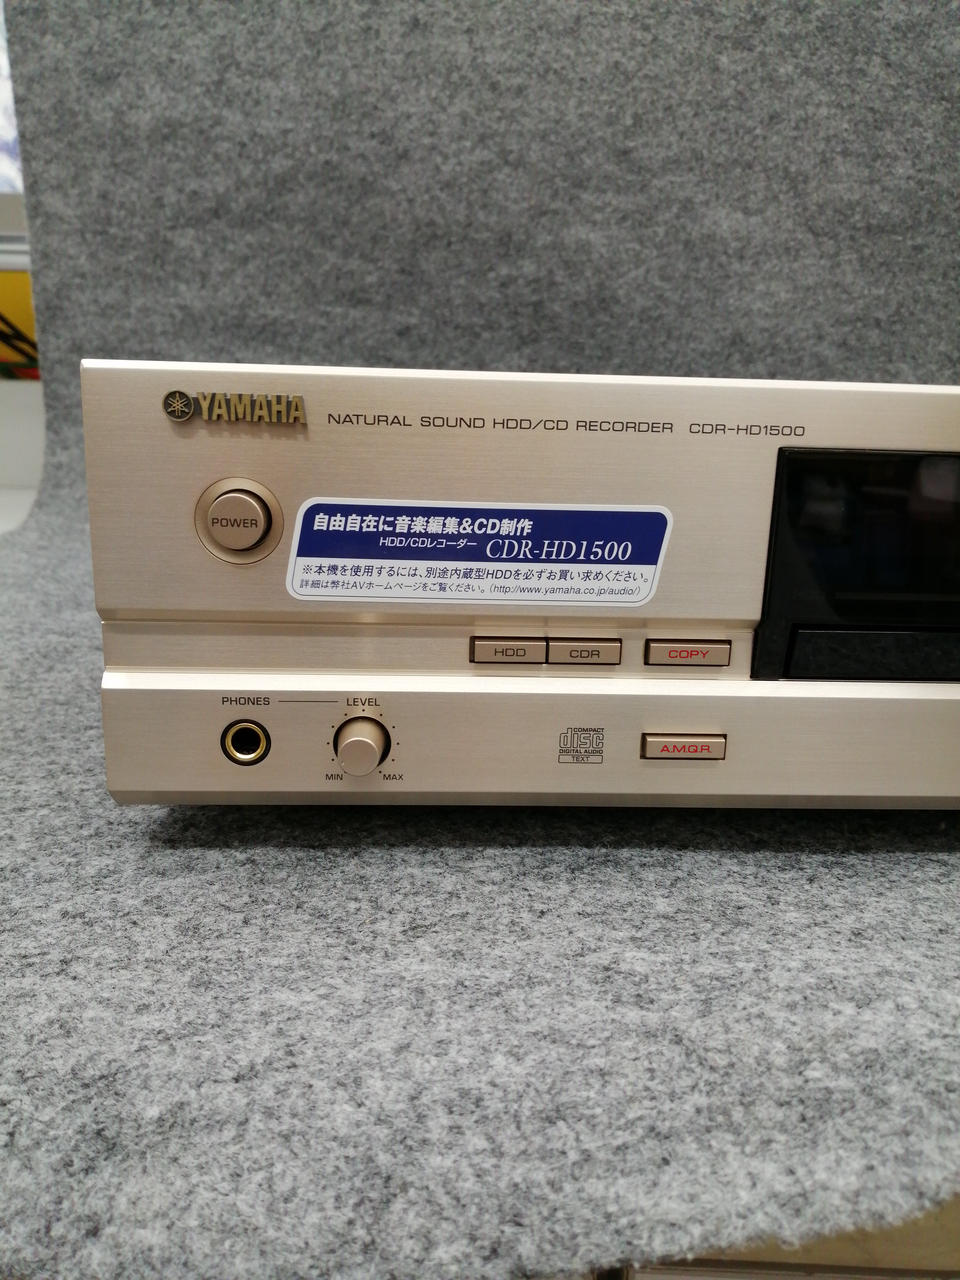 YAMAHA
NATURAL SOUND HDD/CD RECORDER CDR-HD1500
POWER
自由自在に音楽編集&CD制作
HDD/CDレコーダー CDR-HD1500
※本機を使用するには、別途内蔵型HDDを必ずお買い求めください。
詳細は弊社AVホームページをご覧ください。(http://www.yamaha.co.jp/audio/)
HDD CDR COPY
PHONES LEVEL
MIN MAX
COMPACT
disc
DIGITAL AUDIO
TEXT
A.M.Q.R.